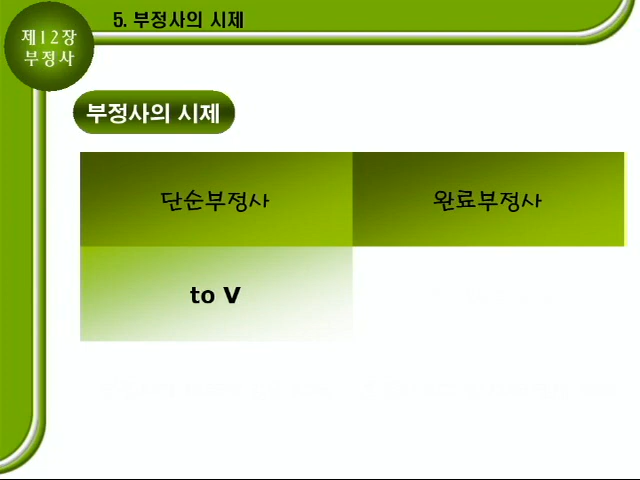 5. 부정사의 시제
제12장
부정사
부정사의 시제
단순부정사
완료부정사
to V